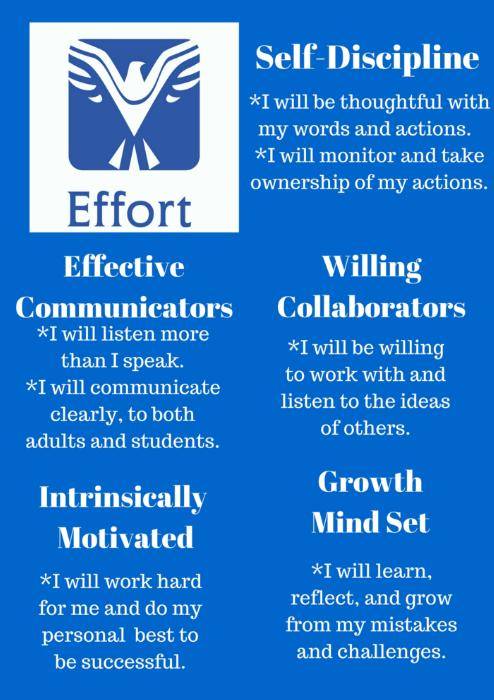 Effort
Self-Discipline
*I will be thoughtful with
my words and actions.
*I will monitor and take
ownership of my actions.
Effective
Communicators
*I will listen more
than I speak.
*I will communicate
clearly, to both
adults and students.
Willing
Collaborators
*I will be willing
to work with and
listen to the ideas
of others.
Intrinsically
Motivated
*I will work hard
for me and do my
personal best to
be successful.
Growth
Mind Set
*I will learn,
reflect, and grow
from my mistakes
and challenges.